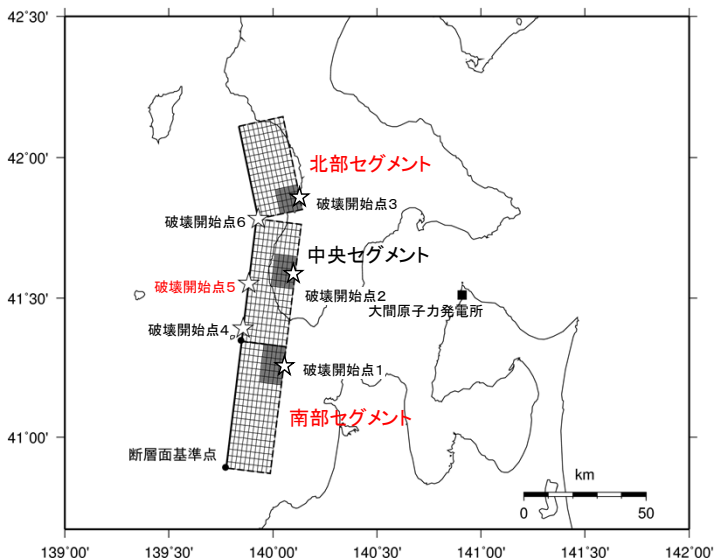 42˚30'
42˚00'
北部セグメント
破壊開始点3
破壊開始点6
中央セグメント
破壊開始点5
破壊開始点2
41˚30'
大間原子力発電所
破壊開始点4
破壊開始点1
南部セグメント
41˚00'
断層面基準点
km
0 50
139˚00' 139˚30' 140˚00' 140˚30' 141˚00' 141˚30' 142˚00'